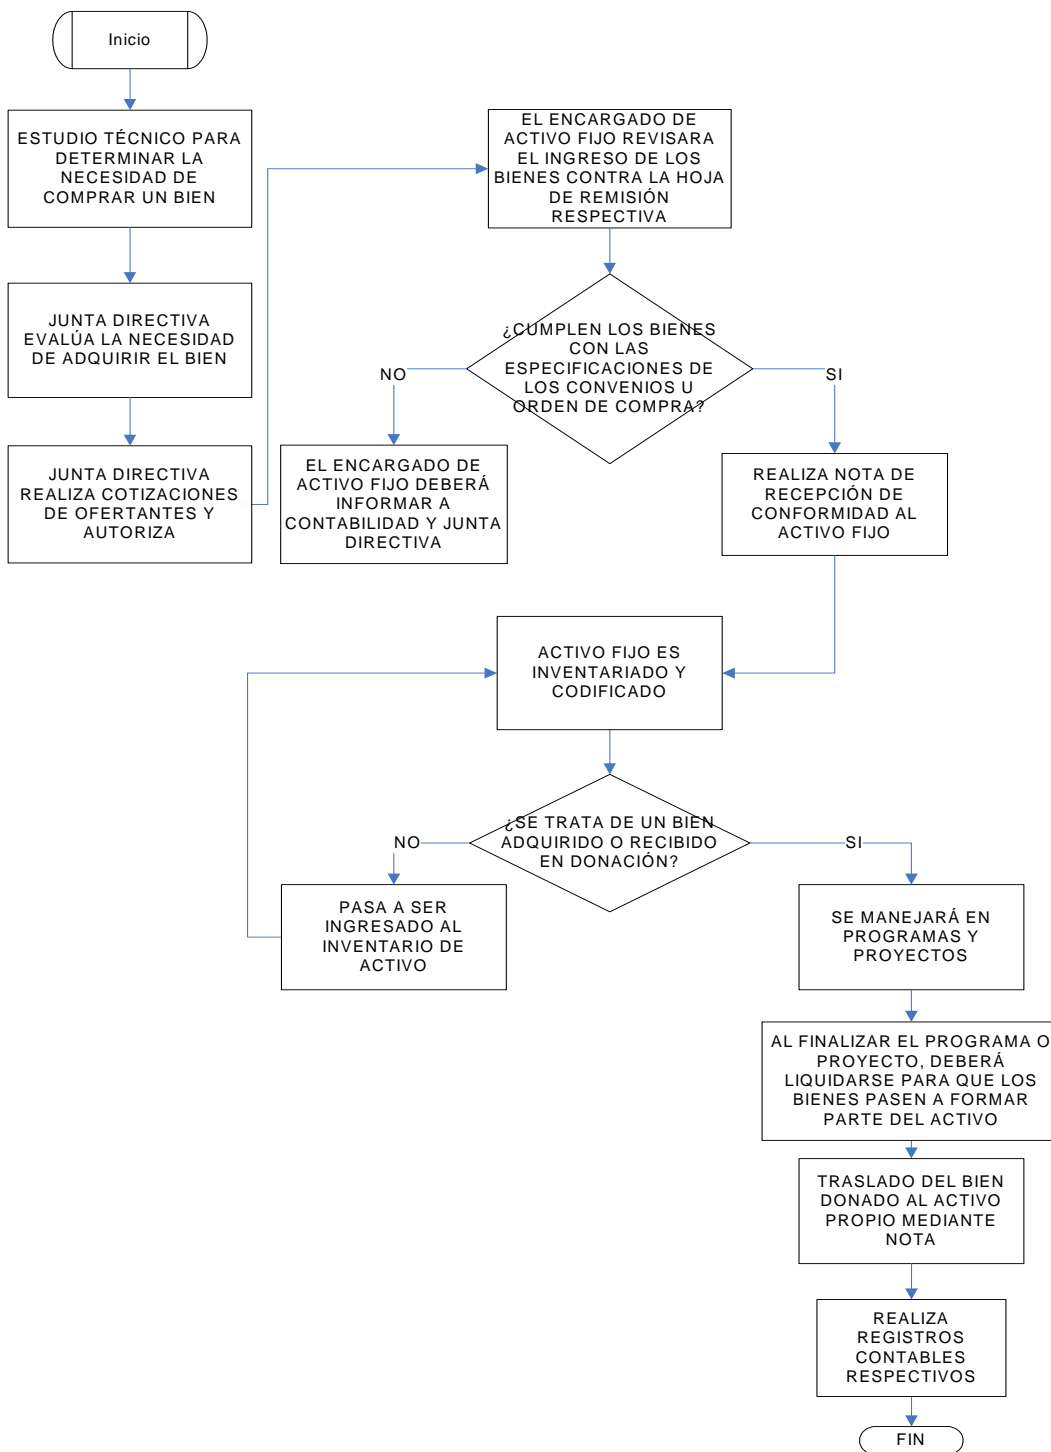 Inicio
ESTUDIO TÉCNICO PARA
DETERMINAR LA
NECESIDAD DE
COMPRAR UN BIEN
JUNTA DIRECTIVA
EVALÚA LA NECESIDAD
DE ADQUIRIR EL BIEN
JUNTA DIRECTIVA
REALIZA COTIZACIONES
DE OFERTANTES Y
AUTORIZA
EL ENCARGADO DE
ACTIVO FIJO REVISARA
EL INGRESO DE LOS
BIENES CONTRA LA HOJA
DE REMISIÓN
RESPECTIVA
¿CUMPLEN LOS BIENES
CON LAS
ESPECIFICACIONES DE
LOS CONVENIOS U
ORDEN DE COMPRA?
NO
SI
EL ENCARGADO DE
ACTIVO FIJO DEBERÁ
INFORMAR A
CONTABILIDAD Y JUNTA
DIRECTIVA
REALIZA NOTA DE
RECEPCIÓN DE
CONFORMIDAD AL
ACTIVO FIJO
ACTIVO FIJO ES
INVENTARIADO Y
CODIFICADO
¿SE TRATA DE UN BIEN
ADQUIRIDO O RECIBIDO
EN DONACIÓN?
NO
SI
PASA A SER
INGRESADO AL
INVENTARIO DE
ACTIVO
SE MANEJARÁ EN
PROGRAMAS Y
PROYECTOS
AL FINALIZAR EL PROGRAMA O
PROYECTO, DEBERÁ
LIQUIDARSE PARA QUE LOS
BIENES PASEN A FORMAR
PARTE DEL ACTIVO
TRASLADO DEL BIEN
DONADO AL ACTIVO
PROPIO MEDIANTE
NOTA
REALIZA
REGISTROS
CONTABLES
RESPECTIVOS
FIN